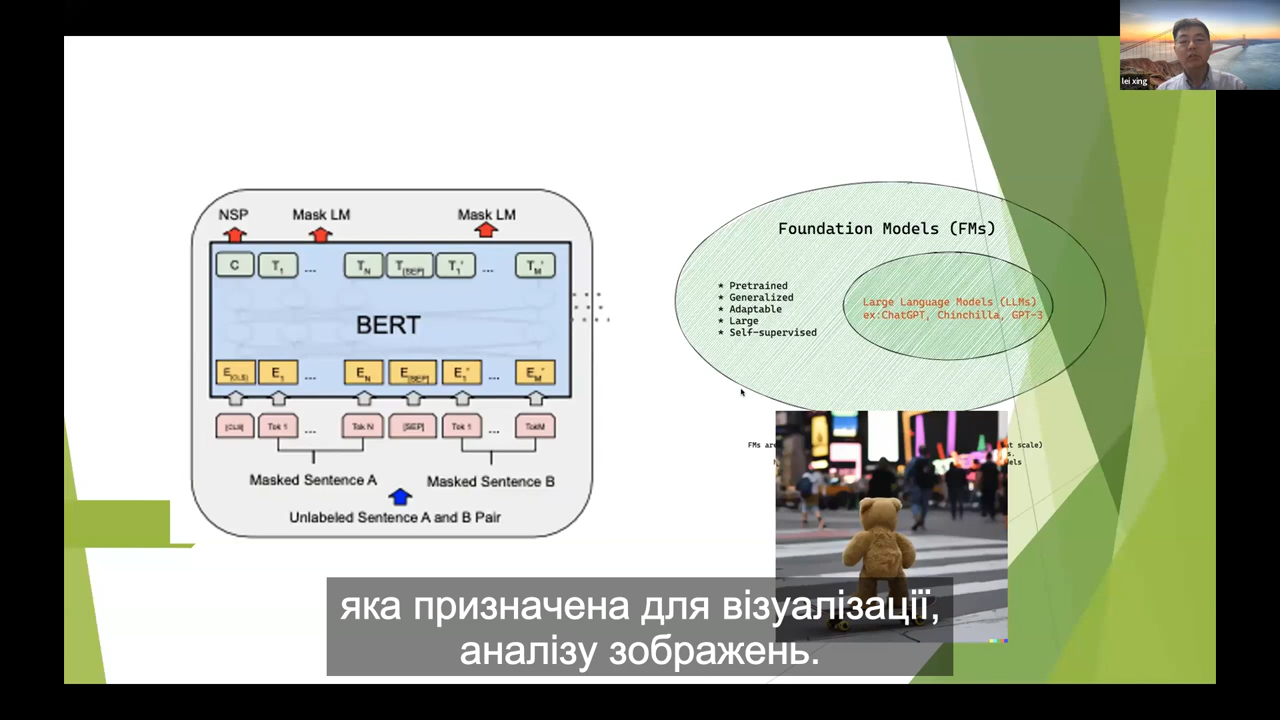 lei xing
NSP Mask LM Mask LM
C T₁ ... T_N T_[SEP] T₁' ... T_M'
BERT
E_[CLS] E₁ ... E_N E_[SEP] E₁' ... E_M'
[CLS] Tok 1 ... Tok N [SEP] Tok 1 ... TokM
Masked Sentence A Masked Sentence B
Unlabeled Sentence A and B Pair
Foundation Models (FMs)
* Pretrained
* Generalized
* Adaptable
* Large
* Self-supervised
Large Language Models (LLMs)
ex:ChatGPT, Chinchilla, GPT-3
FMs scale)
яка призначена для візуалізації,
аналізу зображень.